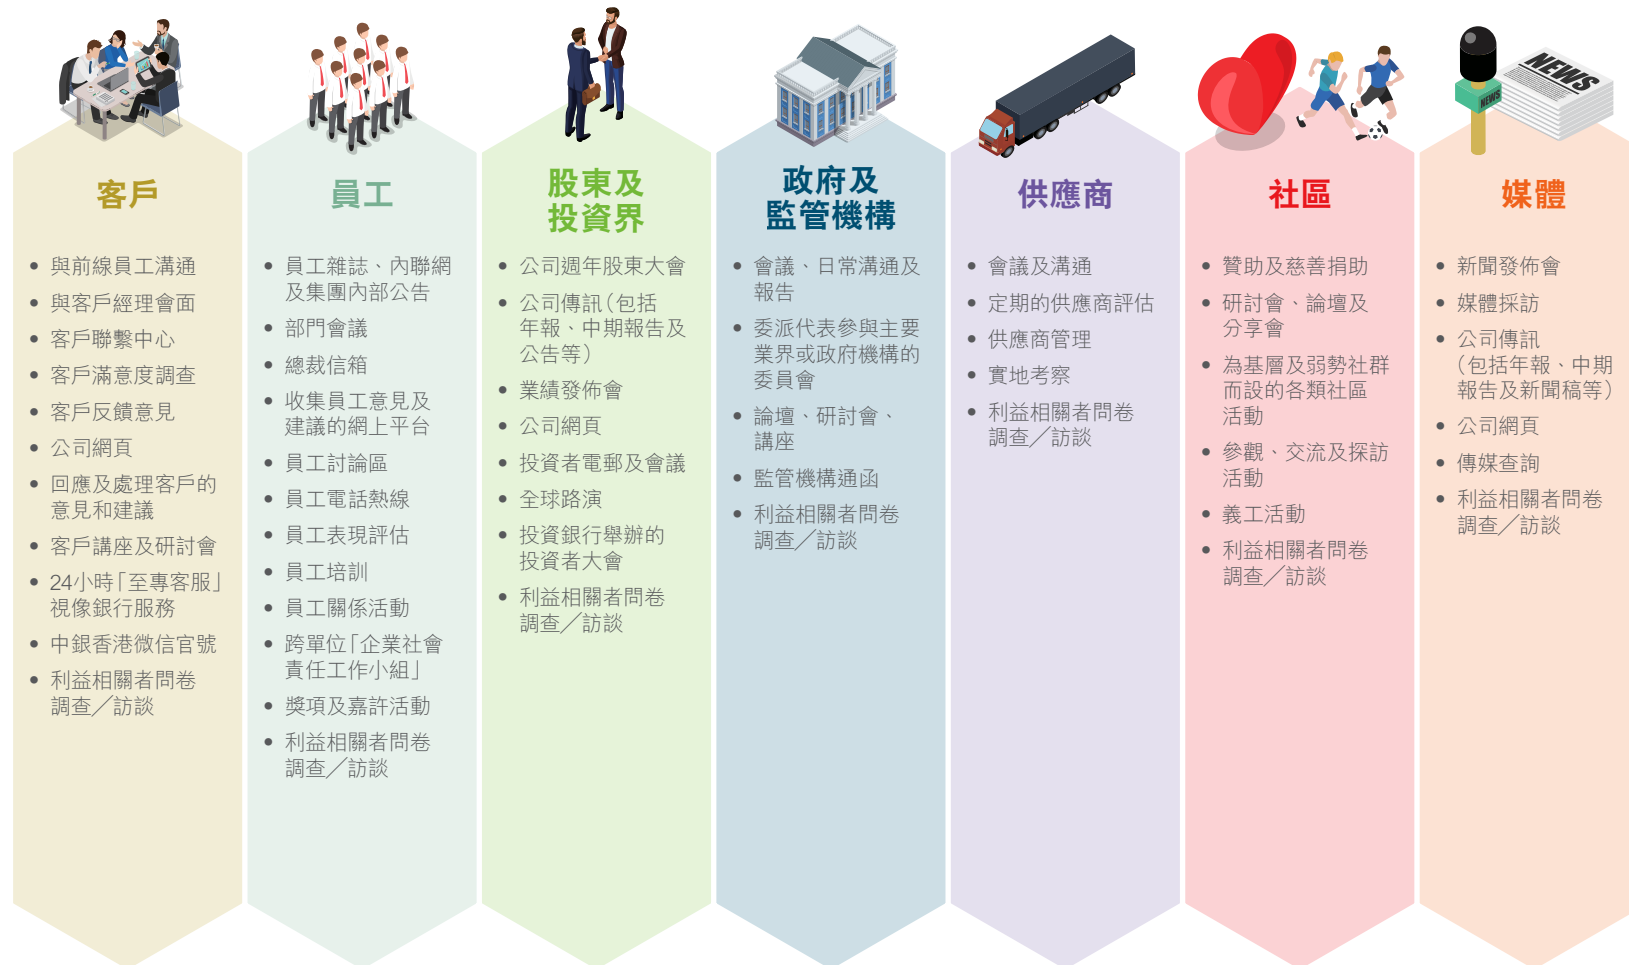 NEWS
NEWS
客戶
與前線員工溝通
與客戶經理會面
客戶聯繫中心
客戶滿意度調查
客戶反饋意見
公司網頁
回應及處理客戶的
意見和建議
客戶講座及研討會
24小時「至專客服」
視像銀行服務
中銀香港微信官號
利益相關者問卷
調查╱訪談
員工
員工雜誌、內聯網
及集團內部公告
部門會議
總裁信箱
收集員工意見及
建議的網上平台
員工討論區
員工電話熱線
員工表現評估
員工培訓
員工關係活動
跨單位「企業社會
責任工作小組」
獎項及嘉許活動
利益相關者問卷
調查╱訪談
股東及
投資界
公司週年股東大會
公司傳訊（包括
年報、中期報告及
公告等）
業績發佈會
公司網頁
投資者電郵及會議
全球路演
投資銀行舉辦的
投資者大會
利益相關者問卷
調查╱訪談
政府及
監管機構
會議、日常溝通及
報告
委派代表參與主要
業界或政府機構的
委員會
論壇、研討會、
講座
監管機構通函
利益相關者問卷
調查╱訪談
供應商
會議及溝通
定期的供應商評估
供應商管理
實地考察
利益相關者問卷
調查╱訪談
社區
贊助及慈善捐助
研討會、論壇及
分享會
為基層及弱勢社群
而設的各類社區
活動
參觀、交流及探訪
活動
義工活動
利益相關者問卷
調查╱訪談
媒體
新聞發佈會
媒體採訪
公司傳訊
（包括年報、中期
報告及新聞稿等）
公司網頁
傳媒查詢
利益相關者問卷
調查╱訪談